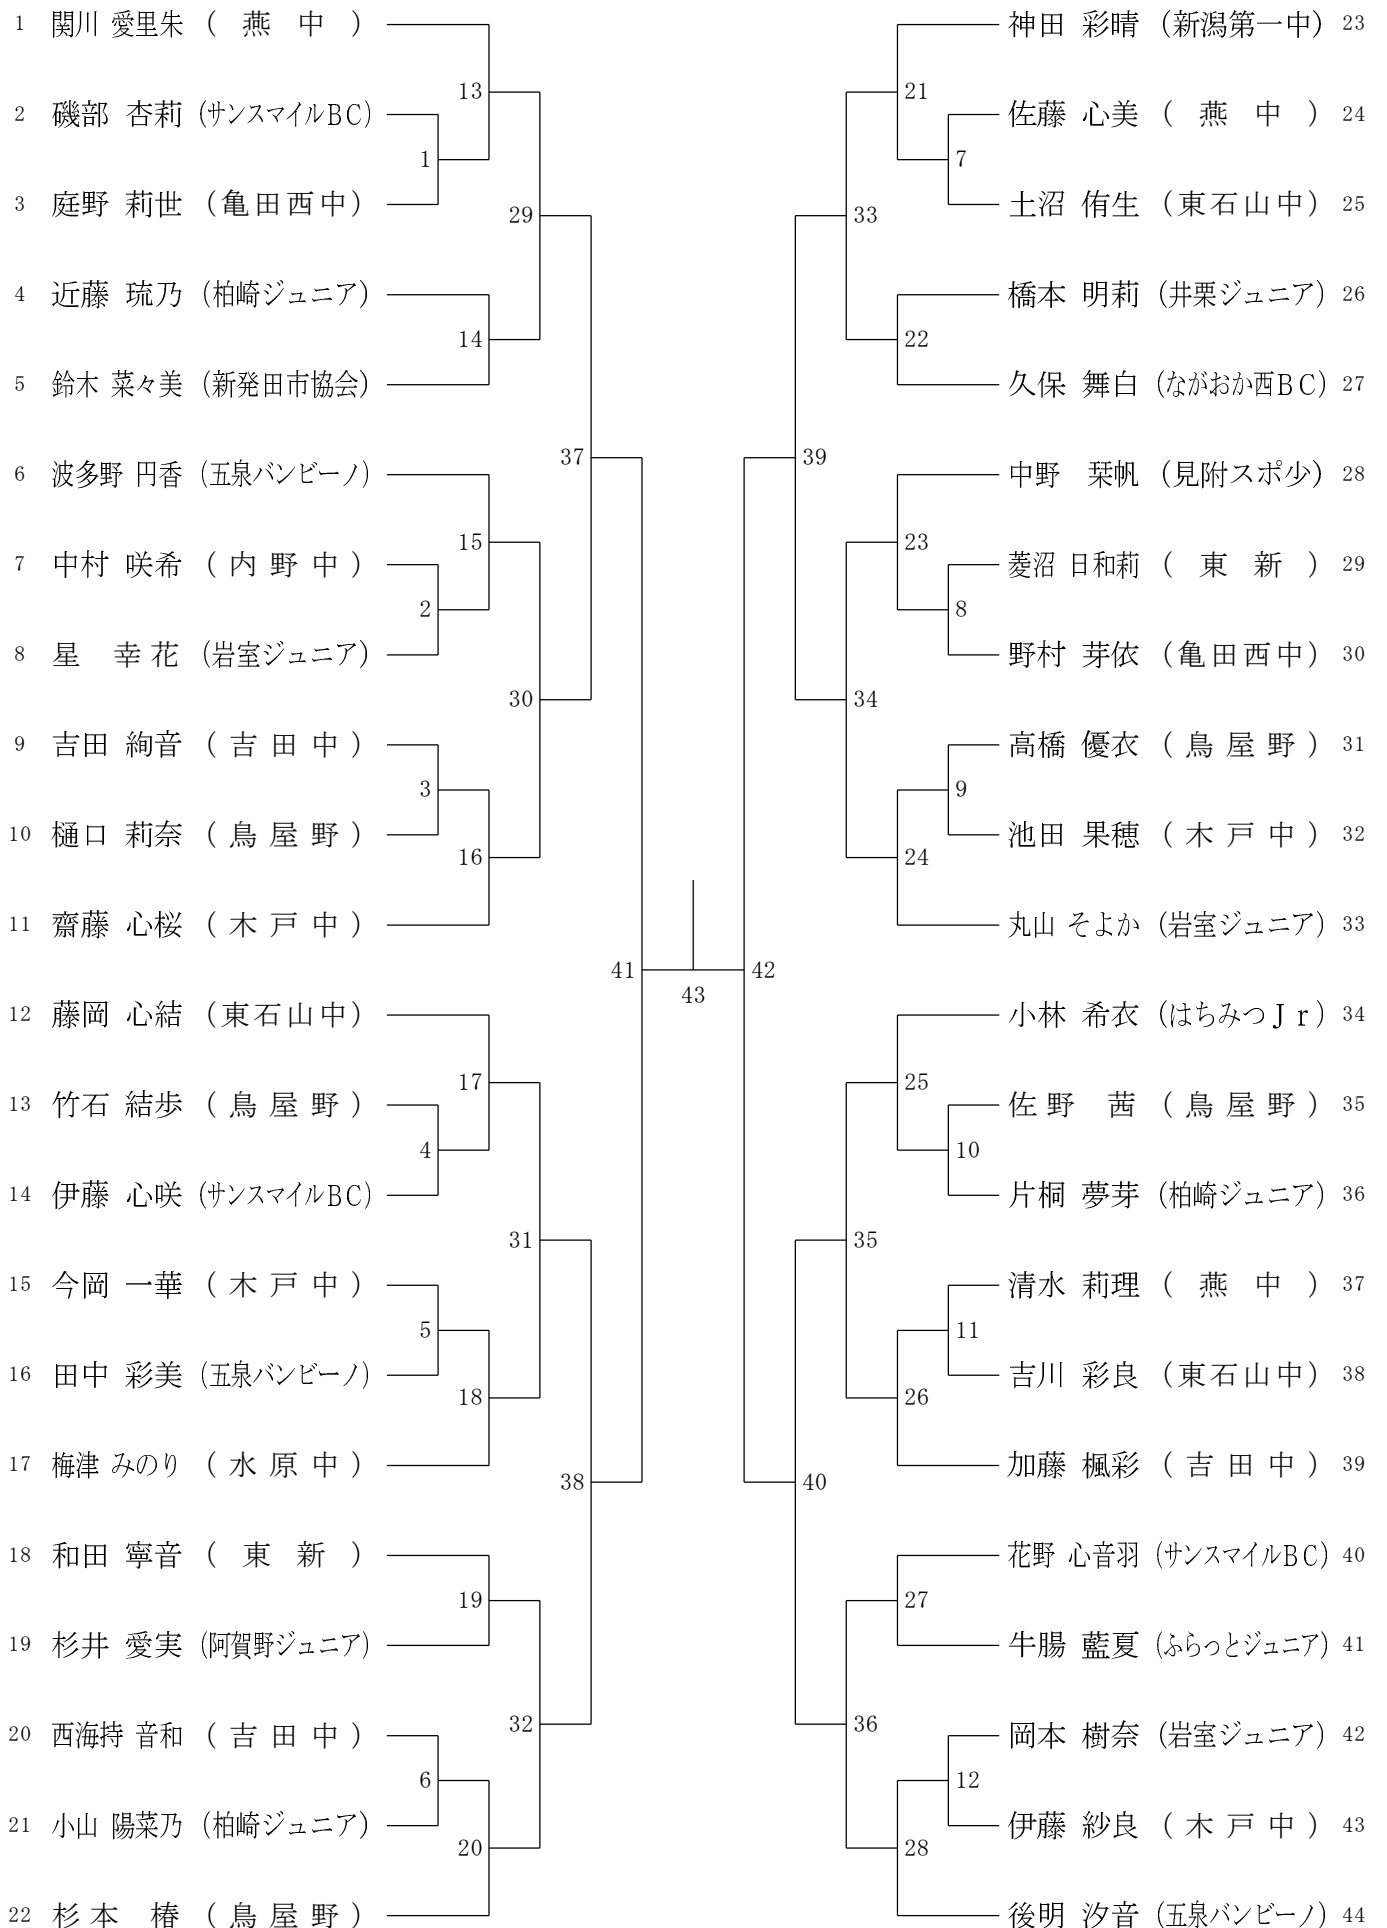 1 関川 愛里朱 ( 燕 中 )
13
2 磯部 杏莉 (サンスマイルBC)
1
3 庭野 莉世 (亀田西中)
29
4 近藤 琉乃 (柏崎ジュニア)
14
5 鈴木 菜々美 (新発田市協会)
37
6 波多野 円香 (五泉バンビーノ)
15
7 中村 咲希 ( 内 野 中 )
2
8 星 幸花 (岩室ジュニア)
30
9 吉田 絢音 ( 吉 田 中 )
3
10 樋口 莉奈 ( 鳥 屋 野 )
16
11 齋藤 心桜 ( 木 戸 中 )
41
12 藤岡 心結 (東石山中)
17
13 竹石 結歩 ( 鳥 屋 野 )
4
14 伊藤 心咲 (サンスマイルBC)
31
15 今岡 一華 ( 木 戸 中 )
5
16 田中 彩美 (五泉バンビーノ)
18
17 梅津 みのり ( 水 原 中 )
38
18 和田 寧音 ( 東 新 )
19
19 杉井 愛実 (阿賀野ジュニア)
32
20 西海持 音和 ( 吉 田 中 )
6
21 小山 陽菜乃 (柏崎ジュニア)
20
22 杉本 椿 ( 鳥 屋 野 )
43
神田 彩晴 (新潟第一中) 23
21
佐藤 心美 ( 燕 中 ) 24
7
土沼 侑生 (東石山中) 25
33
橋本 明莉 (井栗ジュニア) 26
22
久保 舞白 (ながおか西BC) 27
39
中野 栞帆 (見附スポ少) 28
23
菱沼 日和莉 ( 東 新 ) 29
8
野村 芽依 (亀田西中) 30
34
高橋 優衣 ( 鳥 屋 野 ) 31
9
池田 果穂 ( 木 戸 中 ) 32
24
丸山 そよか (岩室ジュニア) 33
42
小林 希衣 (はちみつJr) 34
25
佐野 茜 ( 鳥 屋 野 ) 35
10
片桐 夢芽 (柏崎ジュニア) 36
35
清水 莉理 ( 燕 中 ) 37
11
吉川 彩良 (東石山中) 38
26
加藤 楓彩 ( 吉 田 中 ) 39
40
花野 心音羽 (サンスマイルBC) 40
27
牛腸 藍夏 (ふらっとジュニア) 41
36
岡本 樹奈 (岩室ジュニア) 42
12
伊藤 紗良 ( 木 戸 中 ) 43
28
後明 汐音 (五泉バンビーノ) 44